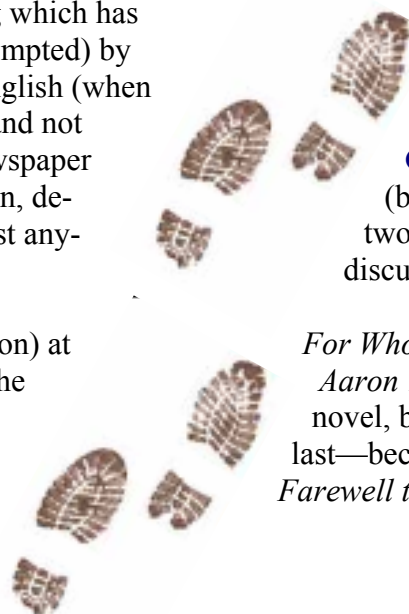 g which has
mpted) by
glish (when
and not
wspaper
n, de-
st any-
on) at
he
(b
two
discu
For Who
Aaron
novel, b
last—bec
Farewell t